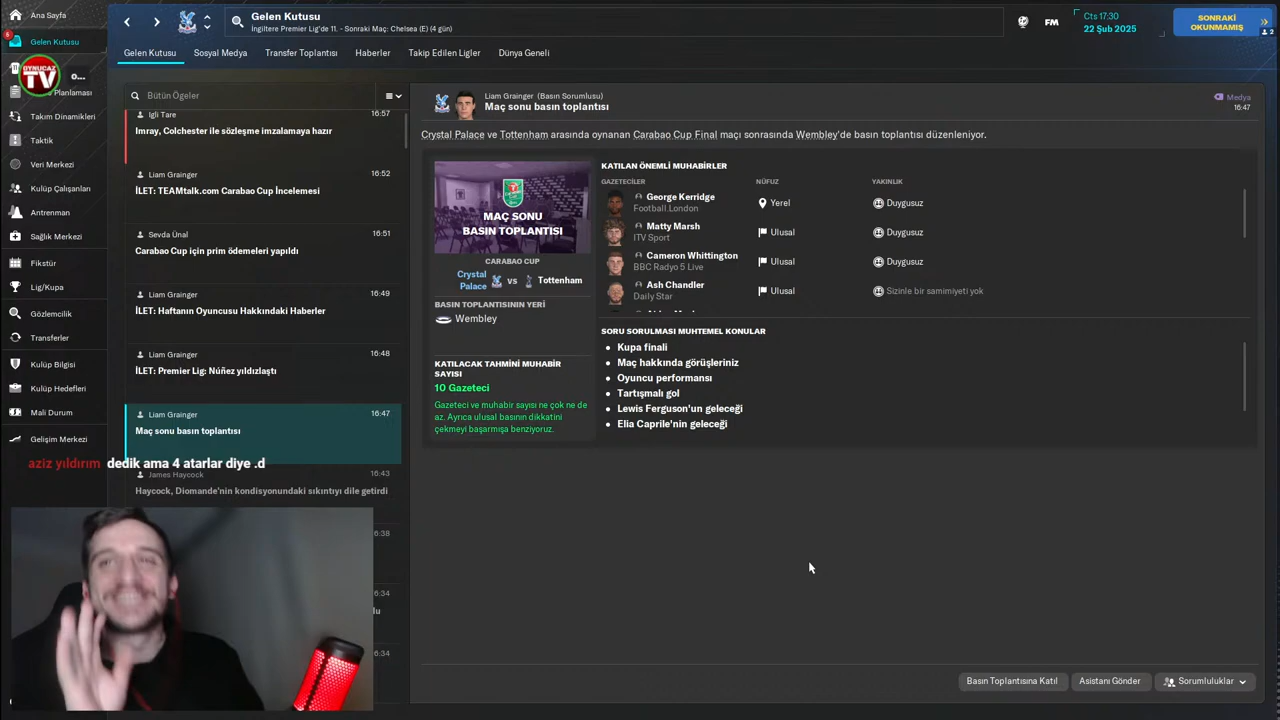 Ana Sayfa
Gelen Kutusu
6
OYNUCAZ
TV
o...
Planlaması
Takım Dinamikleri
Taktik
Veri Merkezi
Kulüp Çalışanları
Antrenman
Sağlık Merkezi
Fikstür
Lig/Kupa
Gözlemcilik
Transferler
Kulüp Bilgisi
Kulüp Hedefleri
Mali Durum
Gelişim Merkezi
Gelen Kutusu
İngiltere Premier Lig'de 11. - Sonraki Maç: Chelsea (E) (4 gün)
FM
Cts 17:30
22 Şub 2025
SONRAKİ
OKUNMAMIŞ
2
Gelen Kutusu
Sosyal Medya
Transfer Toplantısı
Haberler
Takip Edilen Ligler
Dünya Geneli
Bütün Ögeler
Igli Tare
16:57
Imray, Colchester ile sözleşme imzalamaya hazır
Liam Grainger
16:52
İLET: TEAMtalk.com Carabao Cup İncelemesi
Sevda Ünal
16:51
Carabao Cup için prim ödemeleri yapıldı
Liam Grainger
16:49
İLET: Haftanın Oyuncusu Hakkındaki Haberler
Liam Grainger
16:48
İLET: Premier Lig: Núñez yıldızlaştı
Liam Grainger
16:47
Maç sonu basın toplantısı
aziz yıldırım dedik ama 4 atarlar diye .d
James Haycock
16:43
Haycock, Diomande'nin kondisyonundaki sıkıntıyı dile getirdi
6:38
6:34
lu
6:34
Liam Grainger (Basın Sorumlusu)
Maç sonu basın toplantısı
Medya
16:47
Crystal Palace ve Tottenham arasında oynanan Carabao Cup Final maçı sonrasında Wembley'de basın toplantısı düzenleniyor.
MAÇ SONU
BASIN TOPLANTISI
CARABAO CUP
Crystal
Palace
vs
Tottenham
BASIN TOPLANTISININ YERİ
Wembley
KATILACAK TAHMİNİ MUHABİR
SAYISI
10 Gazeteci
Gazeteci ve muhabir sayısı ne çok ne de
az. Ayrıca ulusal basının dikkatini
çekmeyi başarmışa benziyoruz.
KATILAN ÖNEMLİ MUHABİRLER
GAZETECİLER
NÜFUZ
YAKINLIK
George Kerridge
Football.London
Yerel
Duygusuz
Matty Marsh
ITV Sport
Ulusal
Duygusuz
Cameron Whittington
BBC Radyo 5 Live
Ulusal
Duygusuz
Ash Chandler
Daily Star
Ulusal
Sizinle bir samimiyeti yok
SORU SORULMASI MUHTEMEL KONULAR
Kupa finali
Maç hakkında görüşleriniz
Oyuncu performansı
Tartışmalı gol
Lewis Ferguson'un geleceği
Elia Caprile'nin geleceği
Basın Toplantısına Katıl
Asistanı Gönder
Sorumluluklar